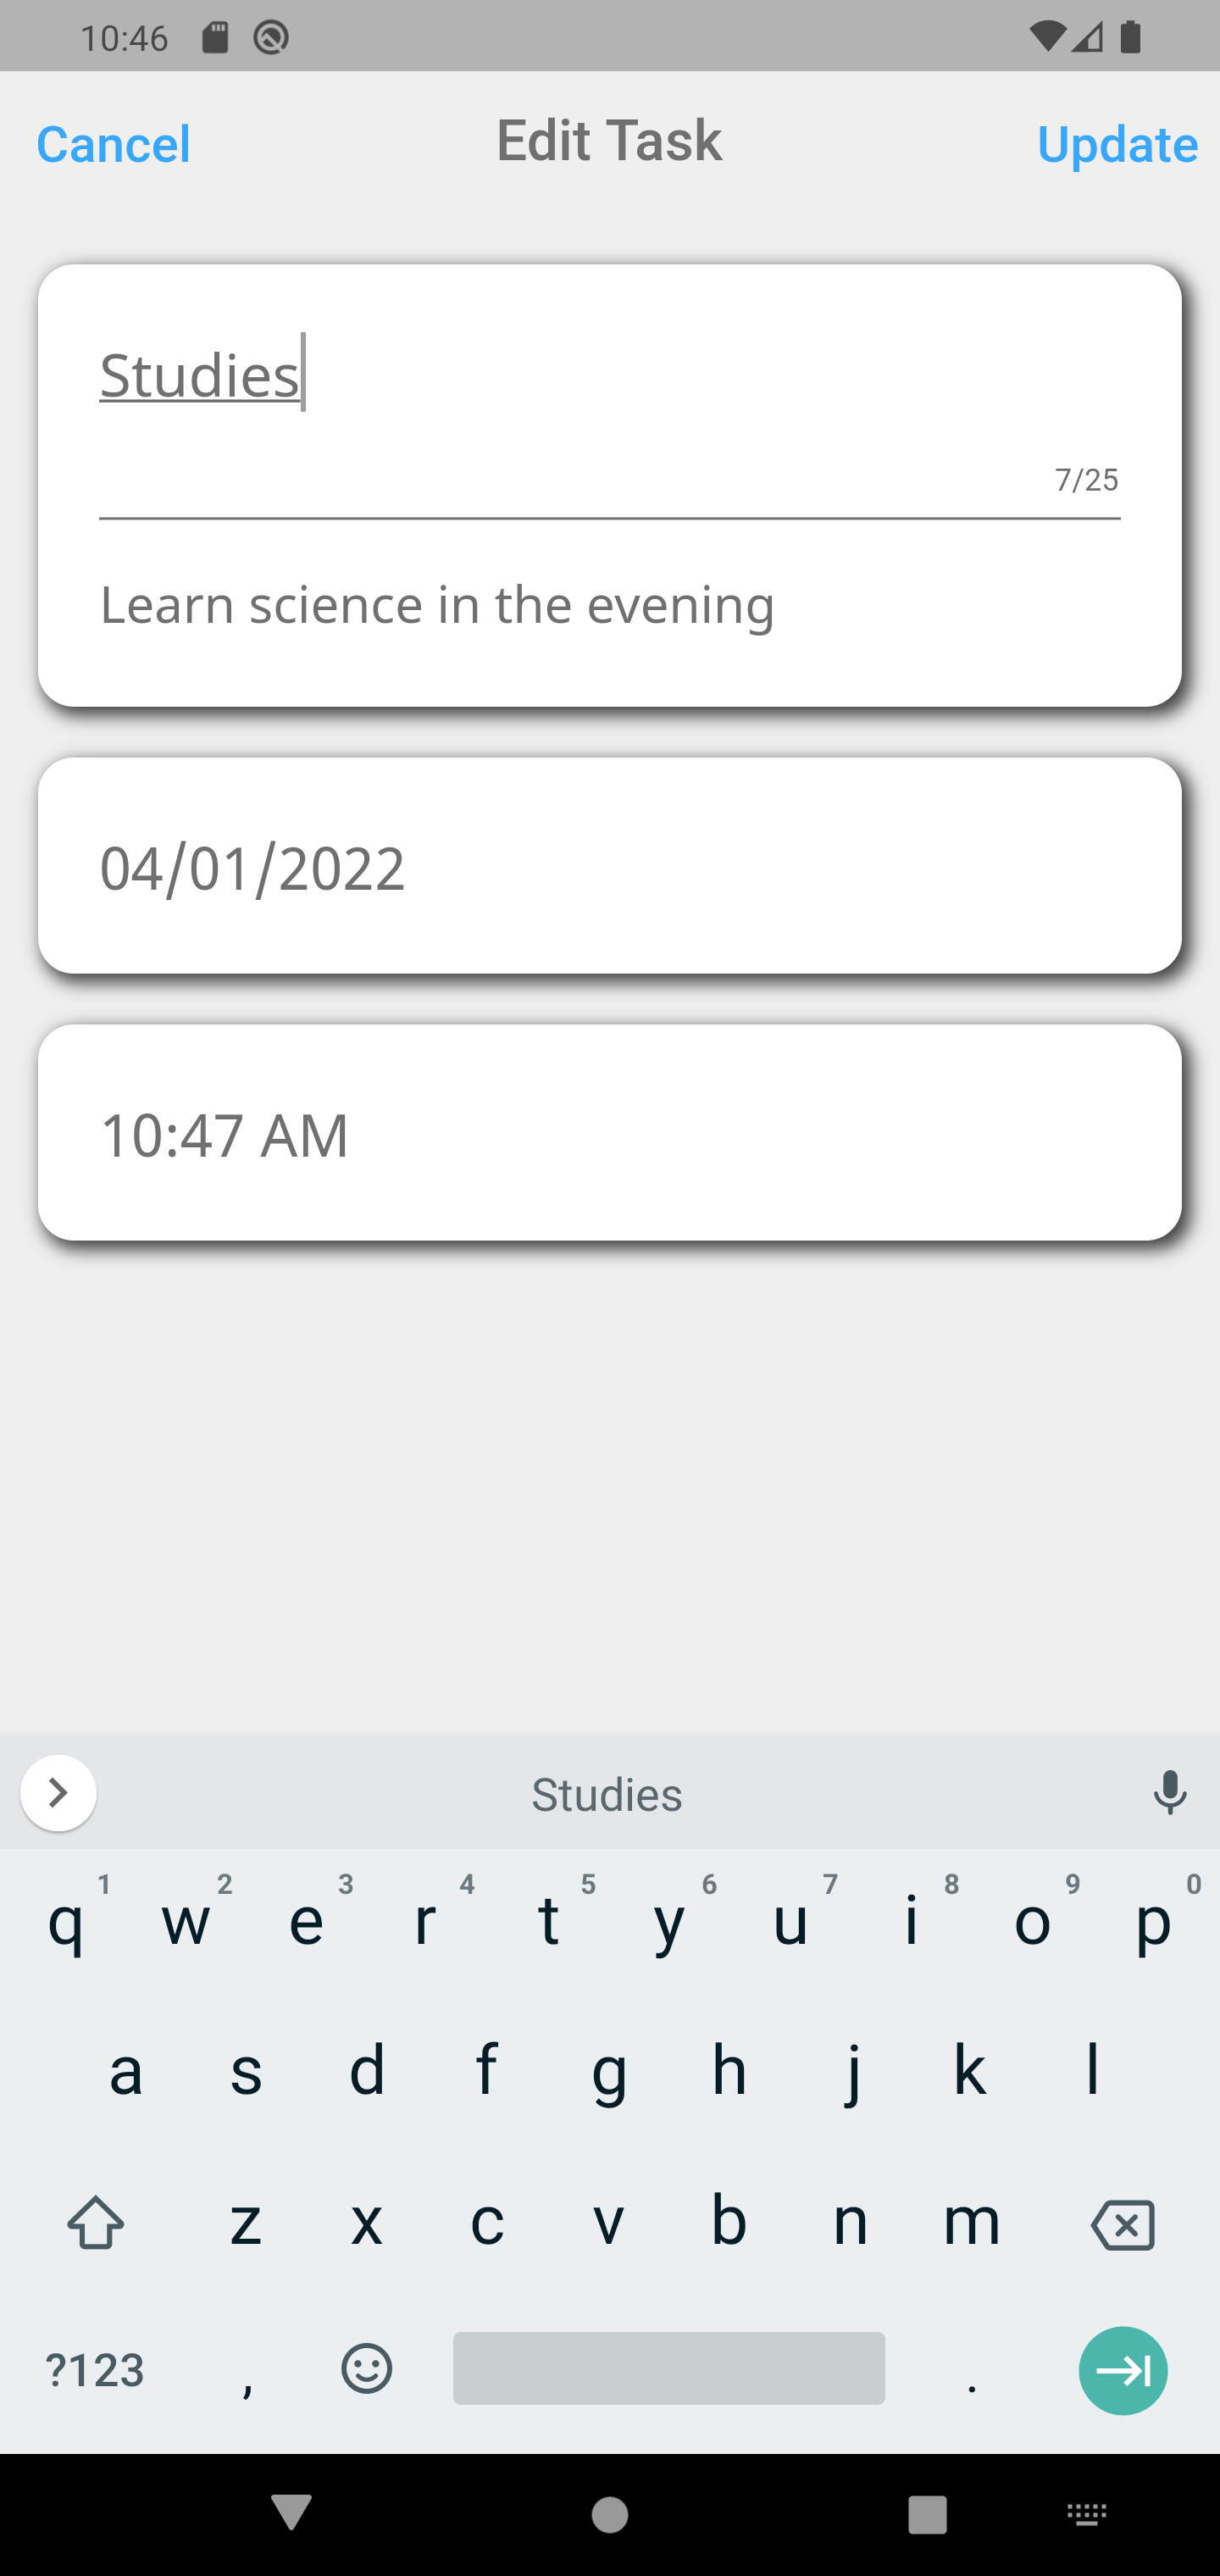 10:46
Cancel Edit Task Update
Studies
7/25
Learn science in the evening
04/01/2022
10:47 AM
Studies
1 2 3 4 5 6 7 8 9 0
q w e r t y u i o p
a s d f g h j k l
z x c v b n m
?123 , .